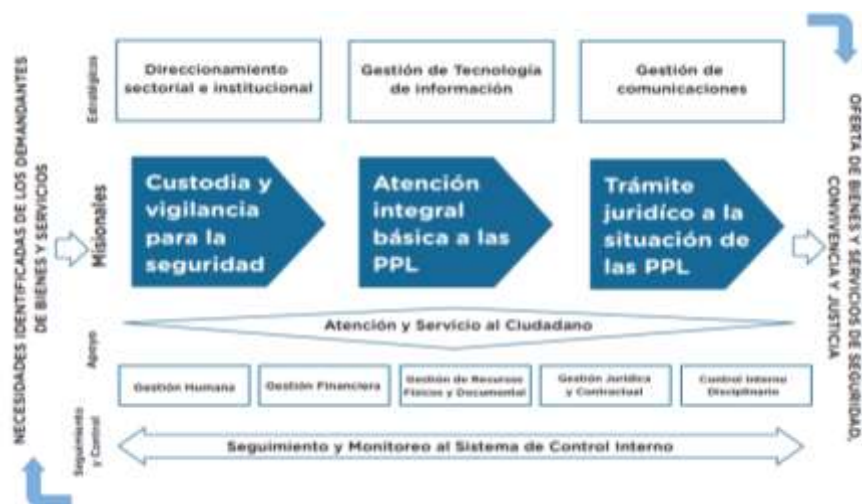 NECESIDADES IDENTIFICADAS DE LOS DEMANDANTES
DE BIENES Y SERVICIOS
Estratégicos
Direccionamiento
sectorial e institucional
Gestión de Tecnología
de información
Gestión de
comunicaciones
Misionales
Custodia y
vigilancia
para la
seguridad
Atención
integral
básica a las
PPL
Trámite
juridíco a la
situación de
las PPL
Apoyo
Atención y Servicio al Ciudadano
Gestión Humana
Gestión Financiera
Gestión de Recursos
Físicos y Documental
Gestión Jurídica
y Contractual
Control Interno
Disciplinario
Seguimiento
y Control
Seguimiento y Monitoreo al Sistema de Control Interno
OFERTA DE BIENES Y SERVICIOS DE SEGURIDAD,
CONVIVENCIA Y JUSTICIA